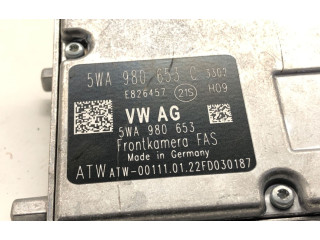 5WA 980 653 C 3302
E826457 21S H09
VW AG
5WA 980 653
Frontkamera FAS
Made in Germany
ATW ATW-00111.01.22FD030187